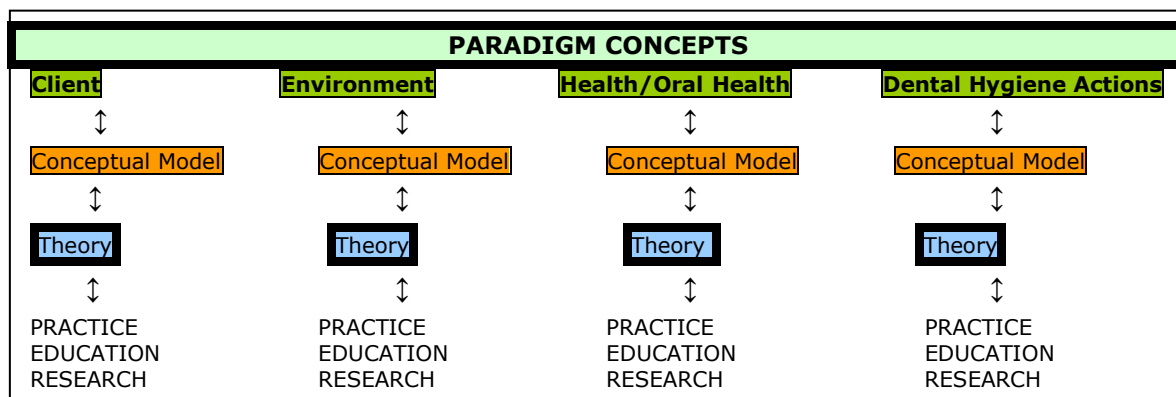 PARADIGM CONCEPTS
Client Environment Health/Oral Health Dental Hygiene Actions
↕ ↕ ↕ ↕
Conceptual Model Conceptual Model Conceptual Model Conceptual Model
↕ ↕ ↕ ↕
Theory Theory Theory Theory
↕ ↕ ↕ ↕
PRACTICE PRACTICE PRACTICE PRACTICE
EDUCATION EDUCATION EDUCATION EDUCATION
RESEARCH RESEARCH RESEARCH RESEARCH